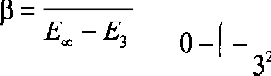 β = ‾ / (E∞ − E₃)
0 − | − 3²